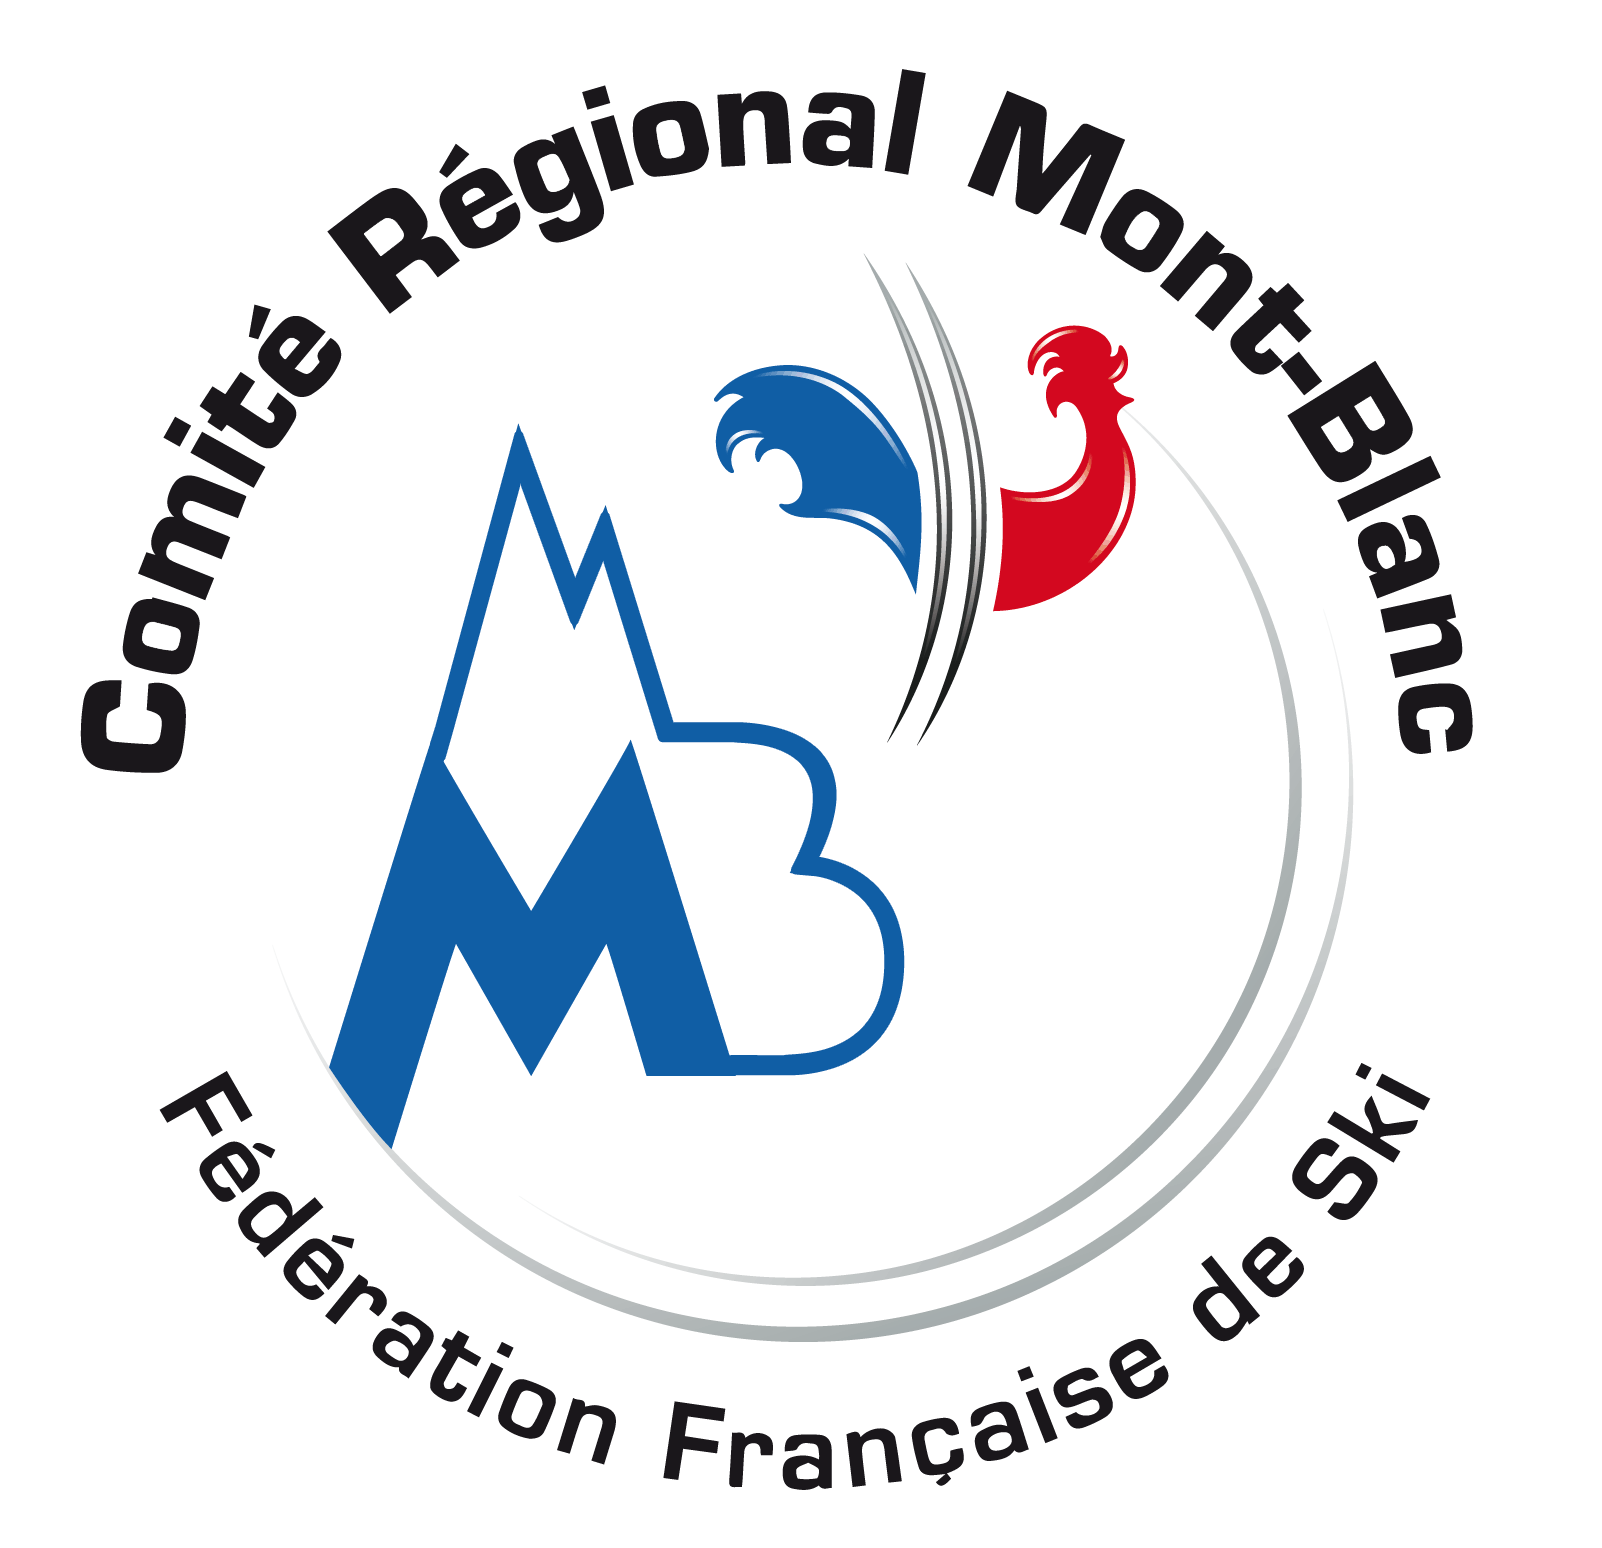 Comité Régional Mont-Blanc
MB
Fédération Française de Ski